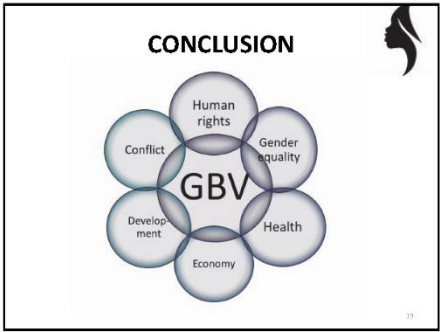 CONCLUSION
Human
rights
Conflict
Gender
equality
GBV
Develop-
ment
Health
Economy